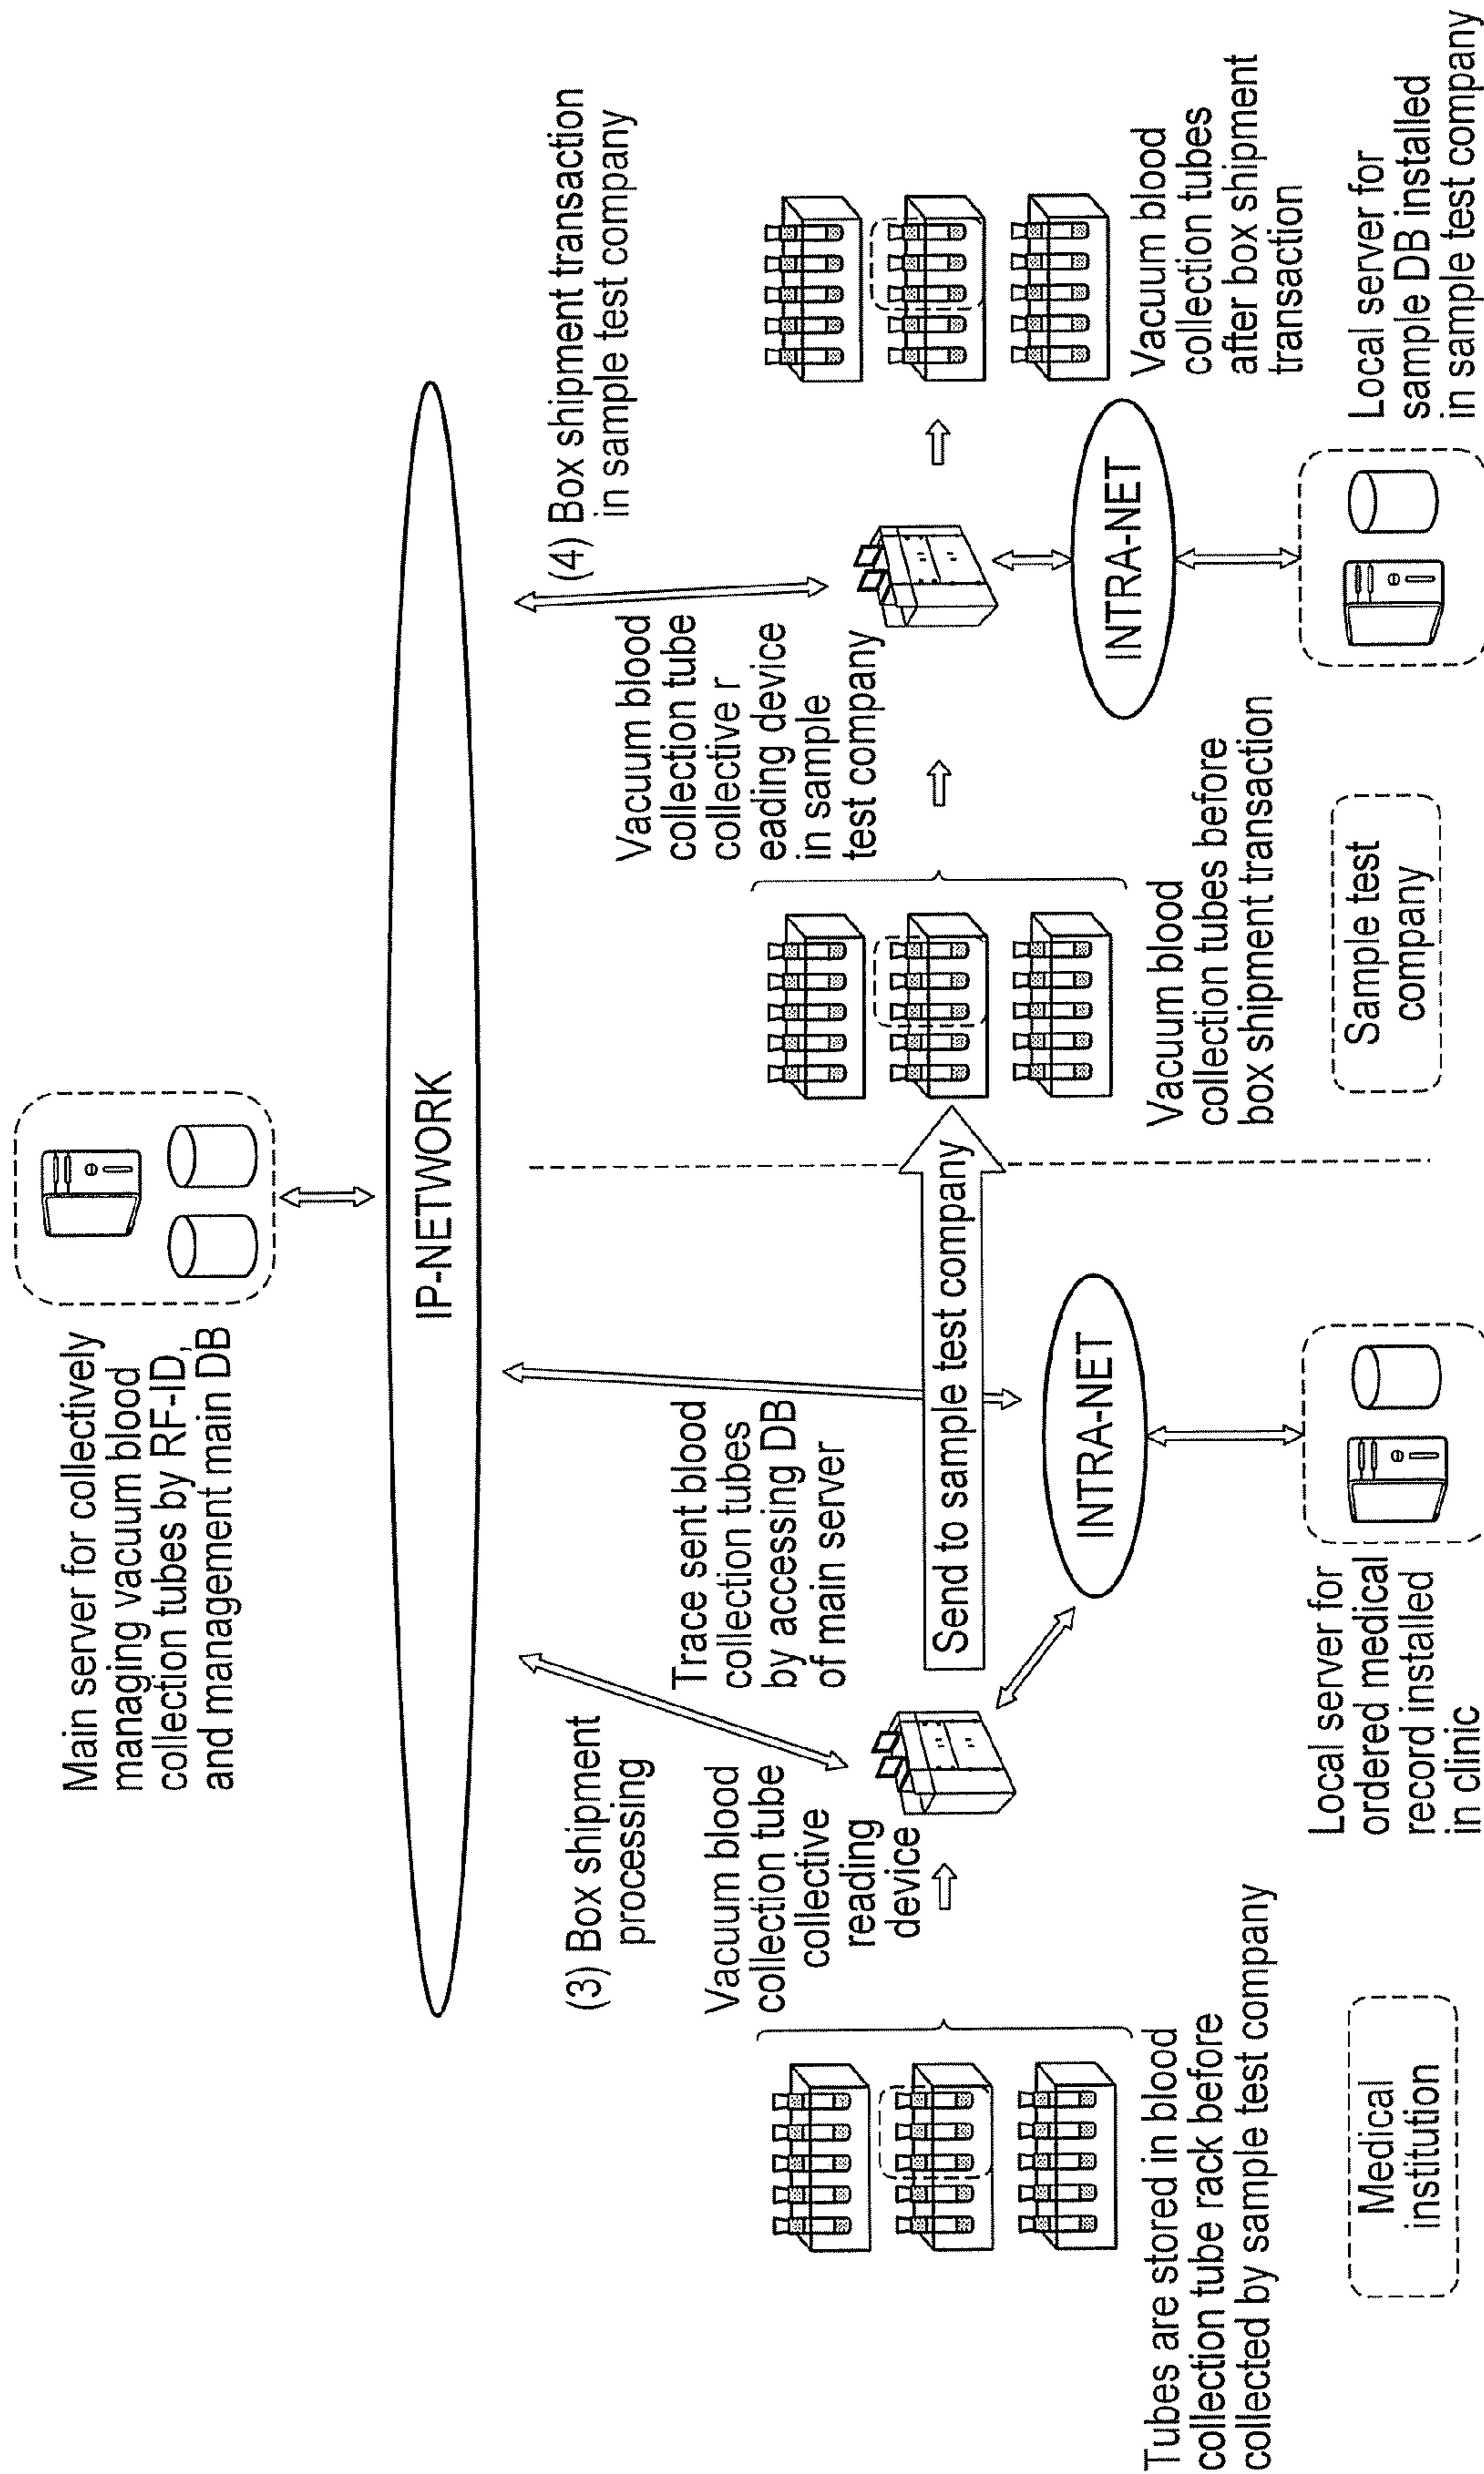 Main server for collectively
managing vacuum blood
collection tubes by RF-ID,
and management main DB
IP-NETWORK
(3) Box shipment
processing
(4) Box shipment transaction
in sample test company
Vacuum blood
collection tube
collective
reading
device
Trace sent blood
collection tubes
by accessing DB
of main server
Vacuum blood
collection tube
collective r
eading device
in sample
test company
Send to sample test company
Tubes are stored in blood
collection tube rack before
collected by sample test company
INTRA-NET
Vacuum blood
collection tubes before
box shipment transaction
INTRA-NET
Vacuum blood
collection tubes
after box shipment
transaction
Medical
institution
Local server for
ordered medical
record installed
in clinic
Sample test
company
Local server for
sample DB installed
in sample test company